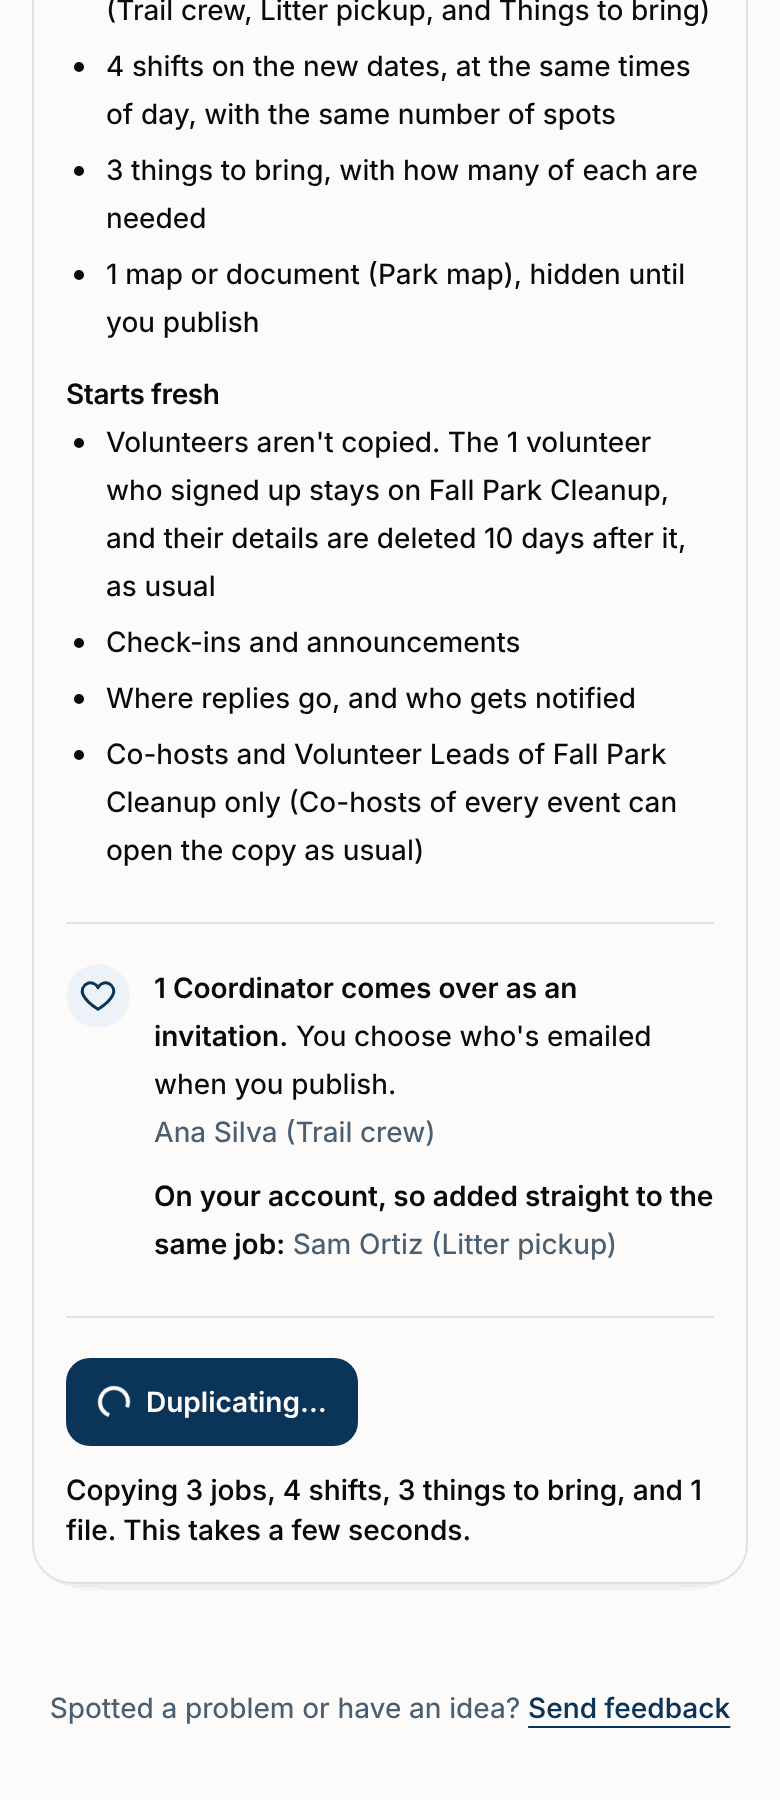 (Trail crew, Litter pickup, and Things to bring)
4 shifts on the new dates, at the same times
of day, with the same number of spots
3 things to bring, with how many of each are
needed
1 map or document (Park map), hidden until
you publish
Starts fresh
Volunteers aren't copied. The 1 volunteer
who signed up stays on Fall Park Cleanup,
and their details are deleted 10 days after it,
as usual
Check-ins and announcements
Where replies go, and who gets notified
Co-hosts and Volunteer Leads of Fall Park
Cleanup only (Co-hosts of every event can
open the copy as usual)
1 Coordinator comes over as an
invitation. You choose who's emailed
when you publish.
Ana Silva (Trail crew)
On your account, so added straight to the
same job: Sam Ortiz (Litter pickup)
Duplicating...
Copying 3 jobs, 4 shifts, 3 things to bring, and 1
file. This takes a few seconds.
Spotted a problem or have an idea? Send feedback